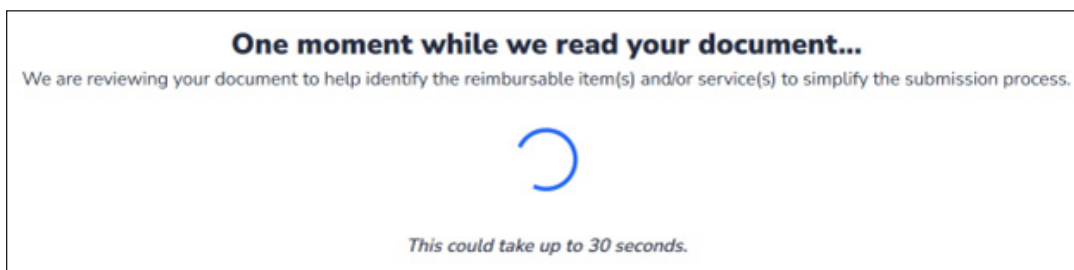 One moment while we read your document...
We are reviewing your document to help identify the reimbursable item(s) and/or service(s) to simplify the submission process.
This could take up to 30 seconds.